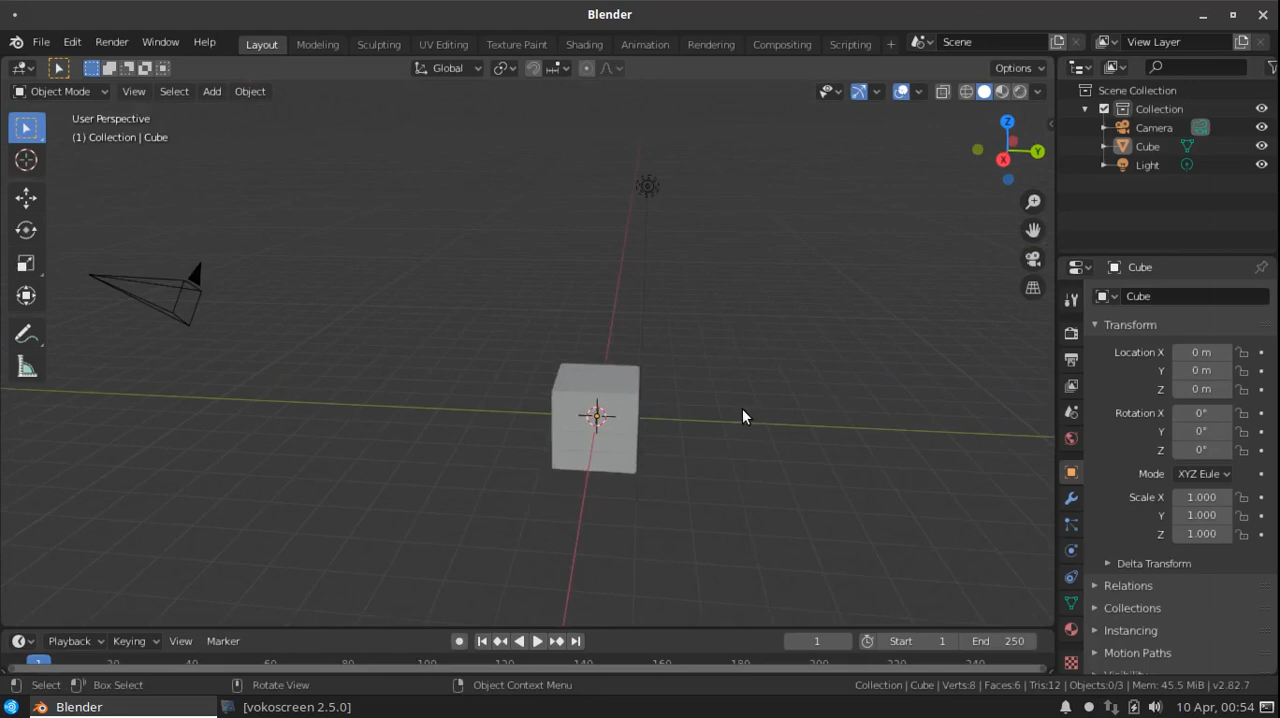 Blender
File Edit Render Window Help Layout Modeling Sculpting UV Editing Texture Paint Shading Animation Rendering Compositing Scripting + Scene View Layer
Global Options
Object Mode View Select Add Object
User Perspective
(1) Collection | Cube
Z
Y
X
Scene Collection
Collection
Camera
Cube
Light
Cube
Cube
Transform
Location X 0 m
Y 0 m
Z 0 m
Rotation X 0°
Y 0°
Z 0°
Mode XYZ Eule
Scale X 1.000
Y 1.000
Z 1.000
Delta Transform
Relations
Collections
Instancing
Motion Paths
Visibility
Playback Keying View Marker 1 Start 1 End 250
1 20 40 60 80 100 120 140 160 180 200 220 240
Select Box Select Rotate View Object Context Menu Collection | Cube | Verts:8 | Faces:6 | Tris:12 | Objects:0/3 | Mem: 45.5 MiB | v2.82.7
Blender [vokoscreen 2.5.0] 10 Apr, 00:54